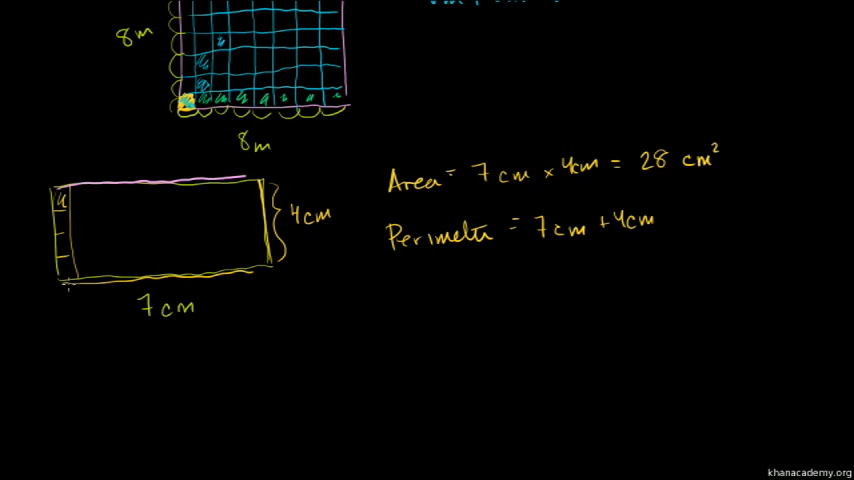 8m
8m
Area = 7 cm x 4cm = 28 cm²
4cm
Perimeter = 7cm + 4cm
7cm
khanacademy.org